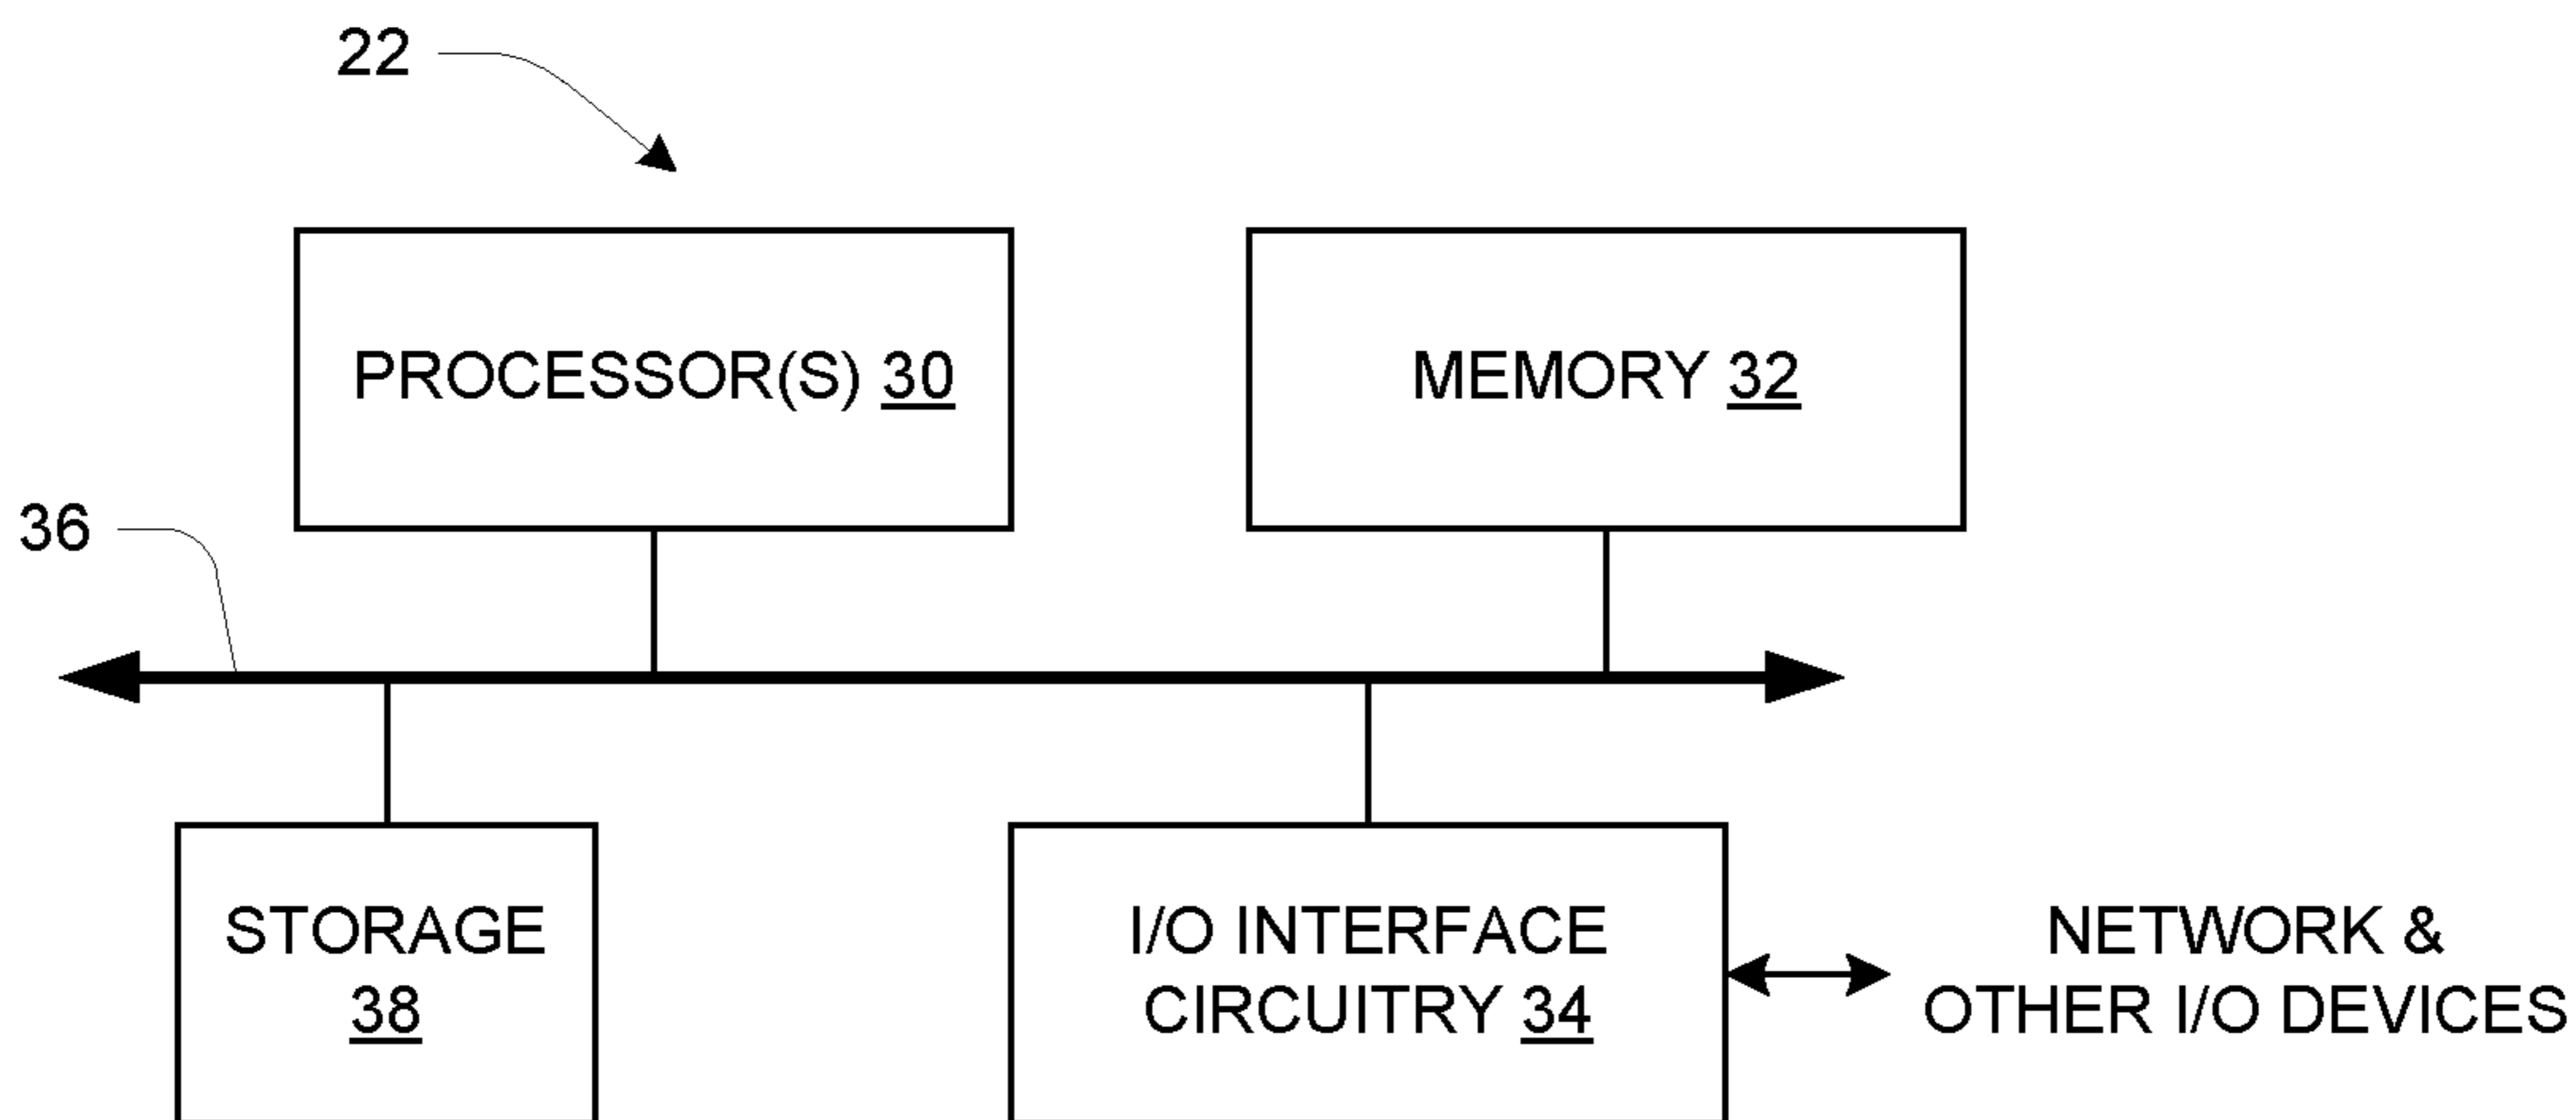 22
PROCESSOR(S) 30
MEMORY 32
36
STORAGE
38
I/O INTERFACE
CIRCUITRY 34
NETWORK &
OTHER I/O DEVICES